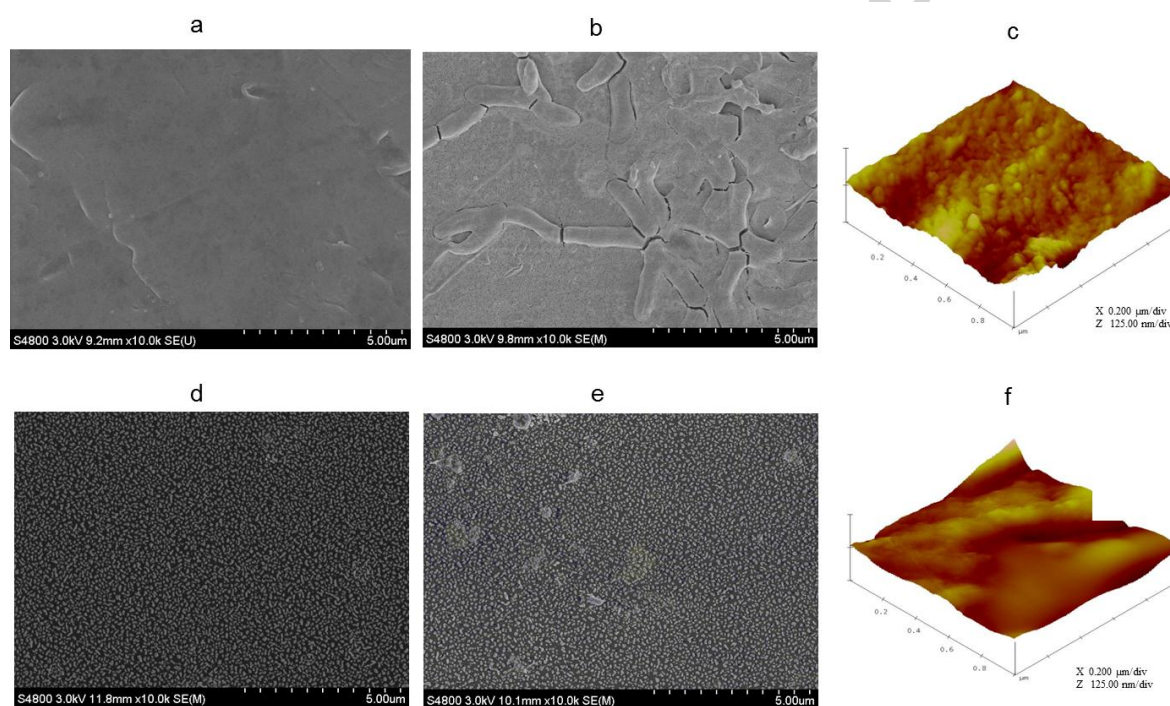 a
b
c
S4800 3.0kV 9.2mm x10.0k SE(U)
5.00um
S4800 3.0kV 9.8mm x10.0k SE(M)
5.00um
0.2
0.4
0.6
0.8
μm
X 0.200 μm/div
Z 125.00 nm/div
d
e
f
S4800 3.0kV 11.8mm x10.0k SE(M)
5.00um
S4800 3.0kV 10.1mm x10.0k SE(M)
5.00um
0.2
0.4
0.6
0.8
μm
X 0.200 μm/div
Z 125.00 nm/div